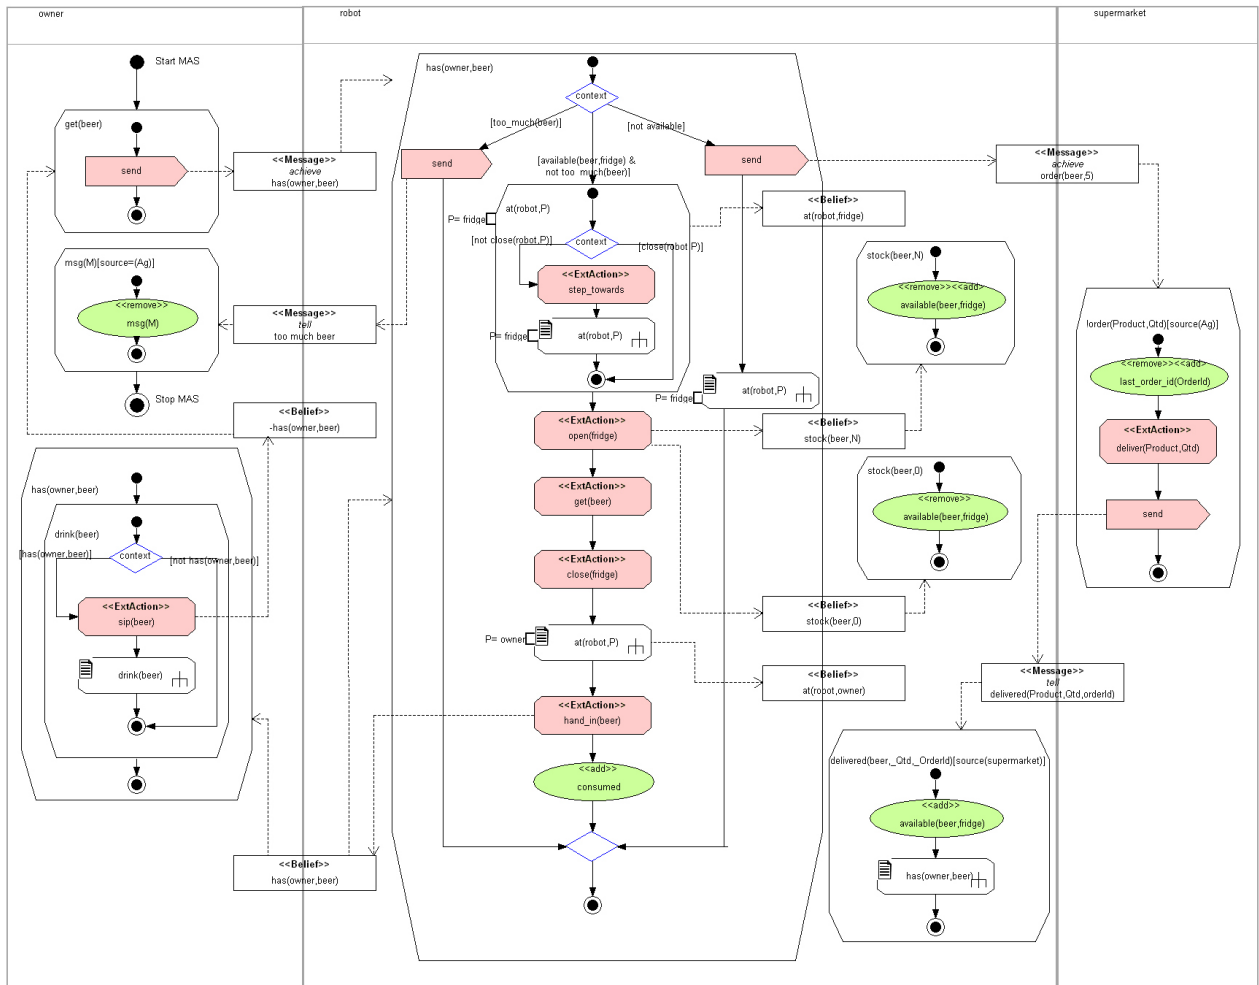 owner
robot
supermarket
Start MAS
get(beer)
send
<<Message>>
achieve
has(owner,beer)
msg(M)[source=(Ag)]
<<remove>>
msg(M)
Stop MAS
<<Message>>
tell
too much beer
<<Belief>>
-has(owner,beer)
has(owner,beer)
drink(beer)
[has(owner,beer)]
context
[not has(owner,beer)]
<<ExtAction>>
sip(beer)
drink(beer)
<<Belief>>
has(owner,beer)
has(owner,beer)
context
[too_much(beer)]
[not available]
send
[available(beer,fridge) &
not too_much(beer)]
send
P= fridge
at(robot,P)
[not close(robot,P)]
context
[close(robot P)]
<<ExtAction>>
step_towards
P= fridge
at(robot,P)
P= fridge
at(robot,P)
<<ExtAction>>
open(fridge)
<<ExtAction>>
get(beer)
<<ExtAction>>
close(fridge)
P= owner
at(robot,P)
<<ExtAction>>
hand_in(beer)
<<add>>
consumed
<<Belief>>
at(robot,fridge)
<<Belief>>
stock(beer,N)
<<Belief>>
stock(beer,0)
<<Belief>>
at(robot,owner)
stock(beer,N)
<<remove>><<add>>
available(beer,fridge)
stock(beer,0)
<<remove>>
available(beer,fridge)
<<Message>>
achieve
order(beer,5)
!order(Product,Qtd)[source(Ag)]
<<remove>><<add>>
last_order_id(OrderId)
<<ExtAction>>
deliver(Product,Qtd)
send
<<Message>>
tell
delivered(Product,Qtd,orderId)
delivered(beer,_Qtd,_OrderId)[source(supermarket)]
<<add>>
available(beer,fridge)
has(owner,beer)